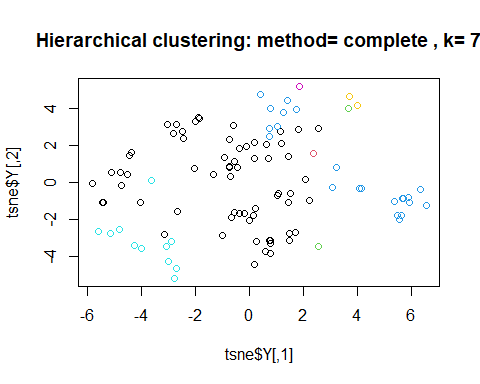 Hierarchical clustering: method= complete , k= 7
tsne$Y[,2]
4
2
0
-2
-4
-6 -4 -2 0 2 4 6
tsne$Y[,1]